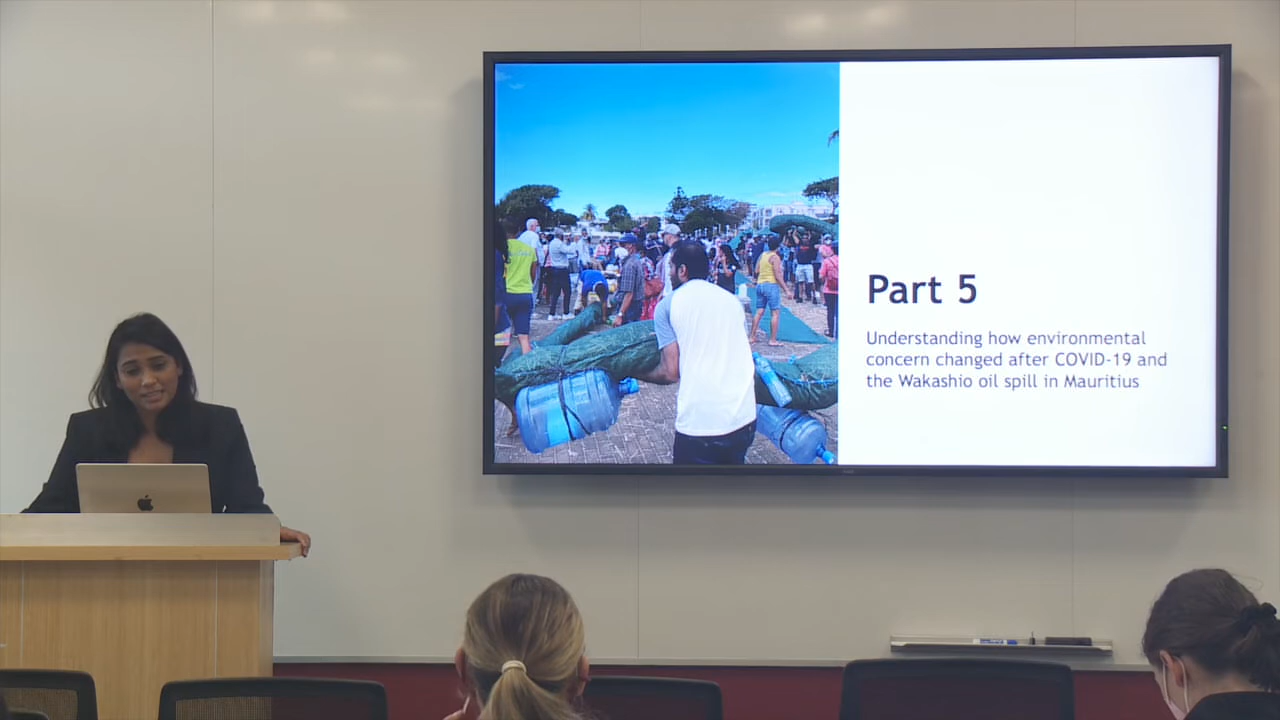 Part 5
Understanding how environmental
concern changed after COVID-19 and
the Wakashio oil spill in Mauritius